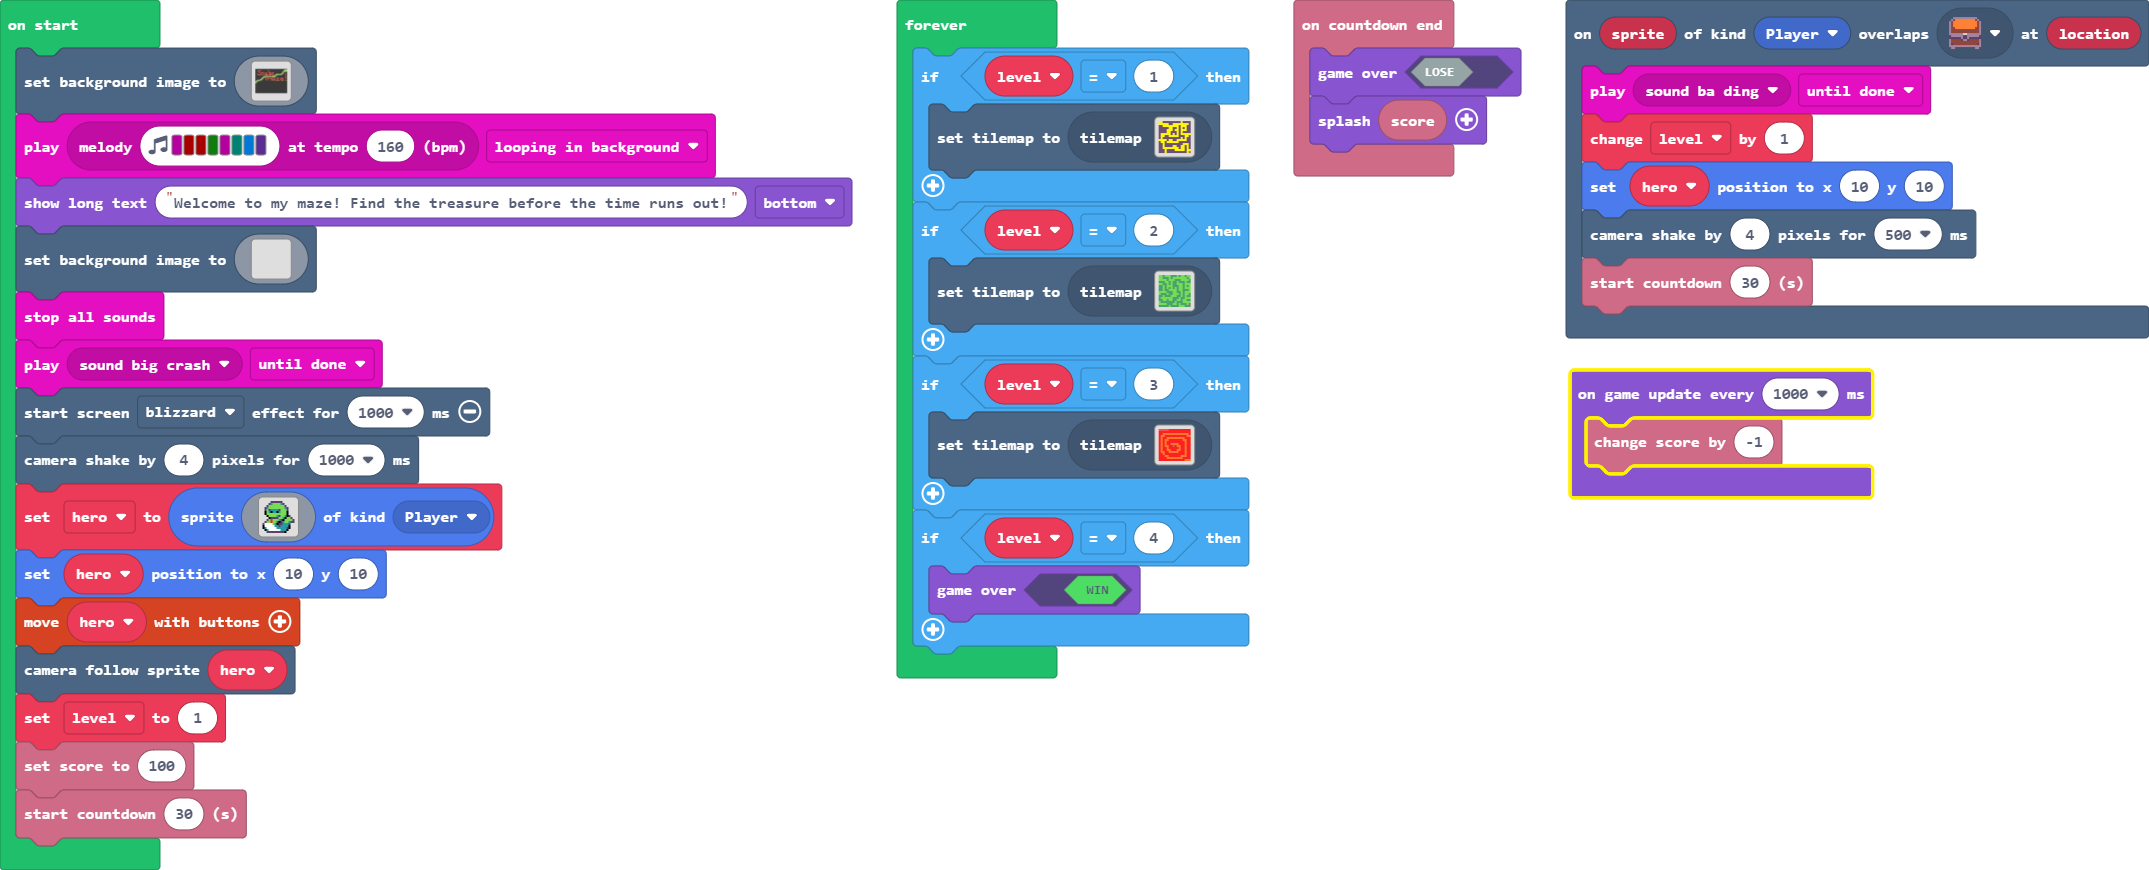 on start
set background image to
play melody at tempo 160 (bpm) looping in background
show long text "Welcome to my maze! Find the treasure before the time runs out!" bottom
set background image to
stop all sounds
play sound big crash until done
start screen blizzard effect for 1000 ms
camera shake by 4 pixels for 1000 ms
set hero to sprite of kind Player
set hero position to x 10 y 10
move hero with buttons
camera follow sprite hero
set level to 1
set score to 100
start countdown 30 (s)
forever
if level = 1 then
set tilemap to tilemap
if level = 2 then
set tilemap to tilemap
if level = 3 then
set tilemap to tilemap
if level = 4 then
game over WIN
on countdown end
game over LOSE
splash score
on sprite of kind Player overlaps at location
play sound ba ding until done
change level by 1
set hero position to x 10 y 10
camera shake by 4 pixels for 500 ms
start countdown 30 (s)
on game update every 1000 ms
change score by -1